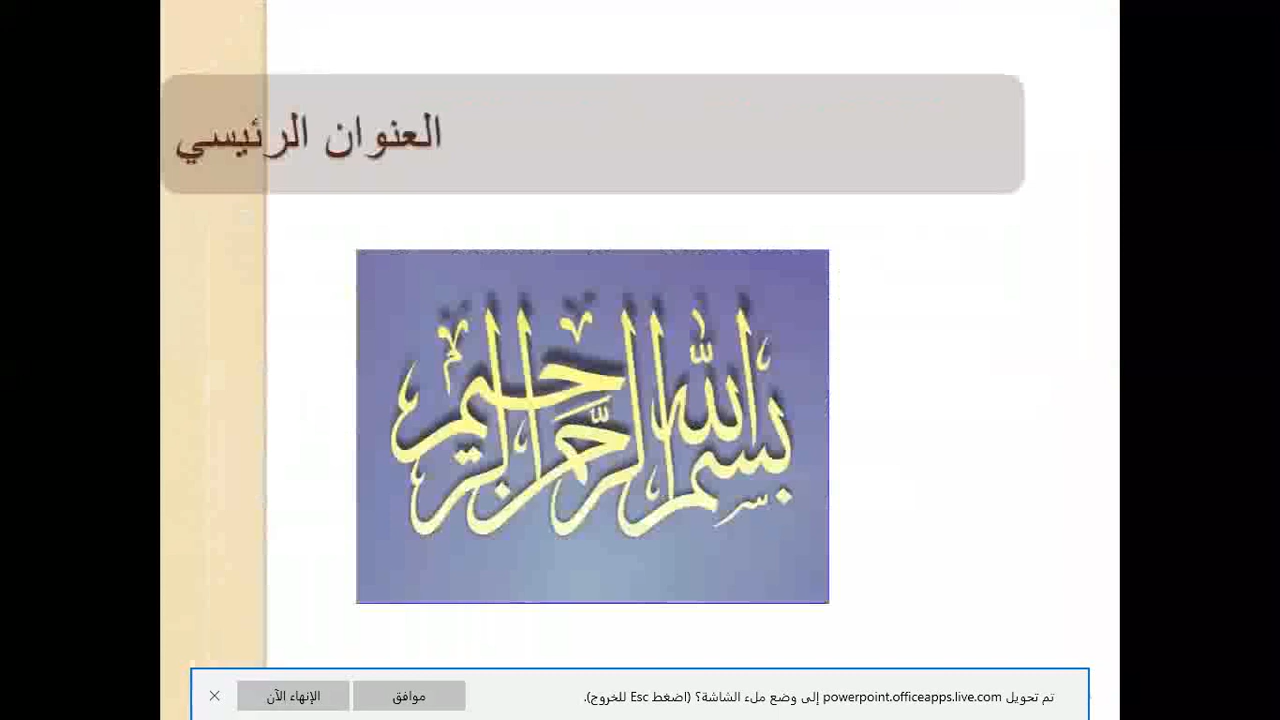 العنوان الرئيسي
بسم الله الرحمن الرحيم
تم تحويل powerpoint.officeapps.live.com إلى وضع ملء الشاشة؟ (اضغط Esc للخروج).
موافق
الإنهاء الآن